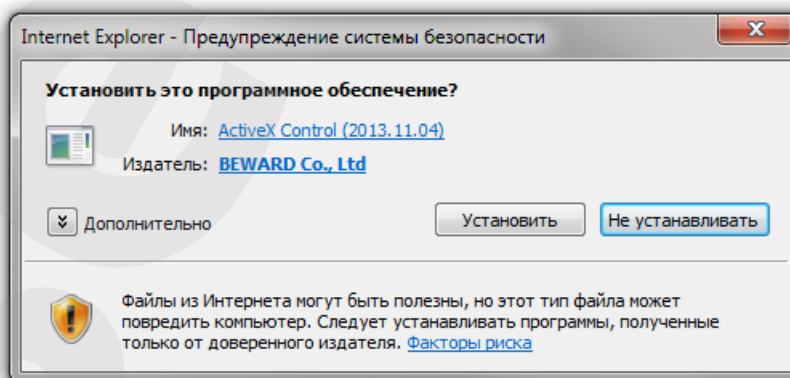 Internet Explorer - Предупреждение системы безопасности
Установить это программное обеспечение?
Имя: ActiveX Control (2013.11.04)
Издатель: BEWARD Co., Ltd
Дополнительно
Установить
Не устанавливать
Файлы из Интернета могут быть полезны, но этот тип файла может
повредить компьютер. Следует устанавливать программы, полученные
только от доверенного издателя. Факторы риска